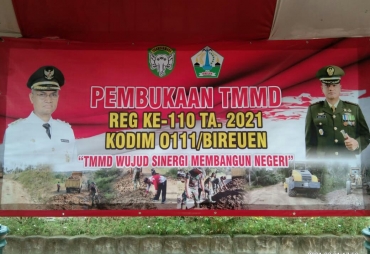 PEMBUKAAN TMMD
REG KE-110 TA. 2021
KODIM 0111/BIREUEN
"TMMD WUJUD SINERGI MEMBANGUN NEGERI"